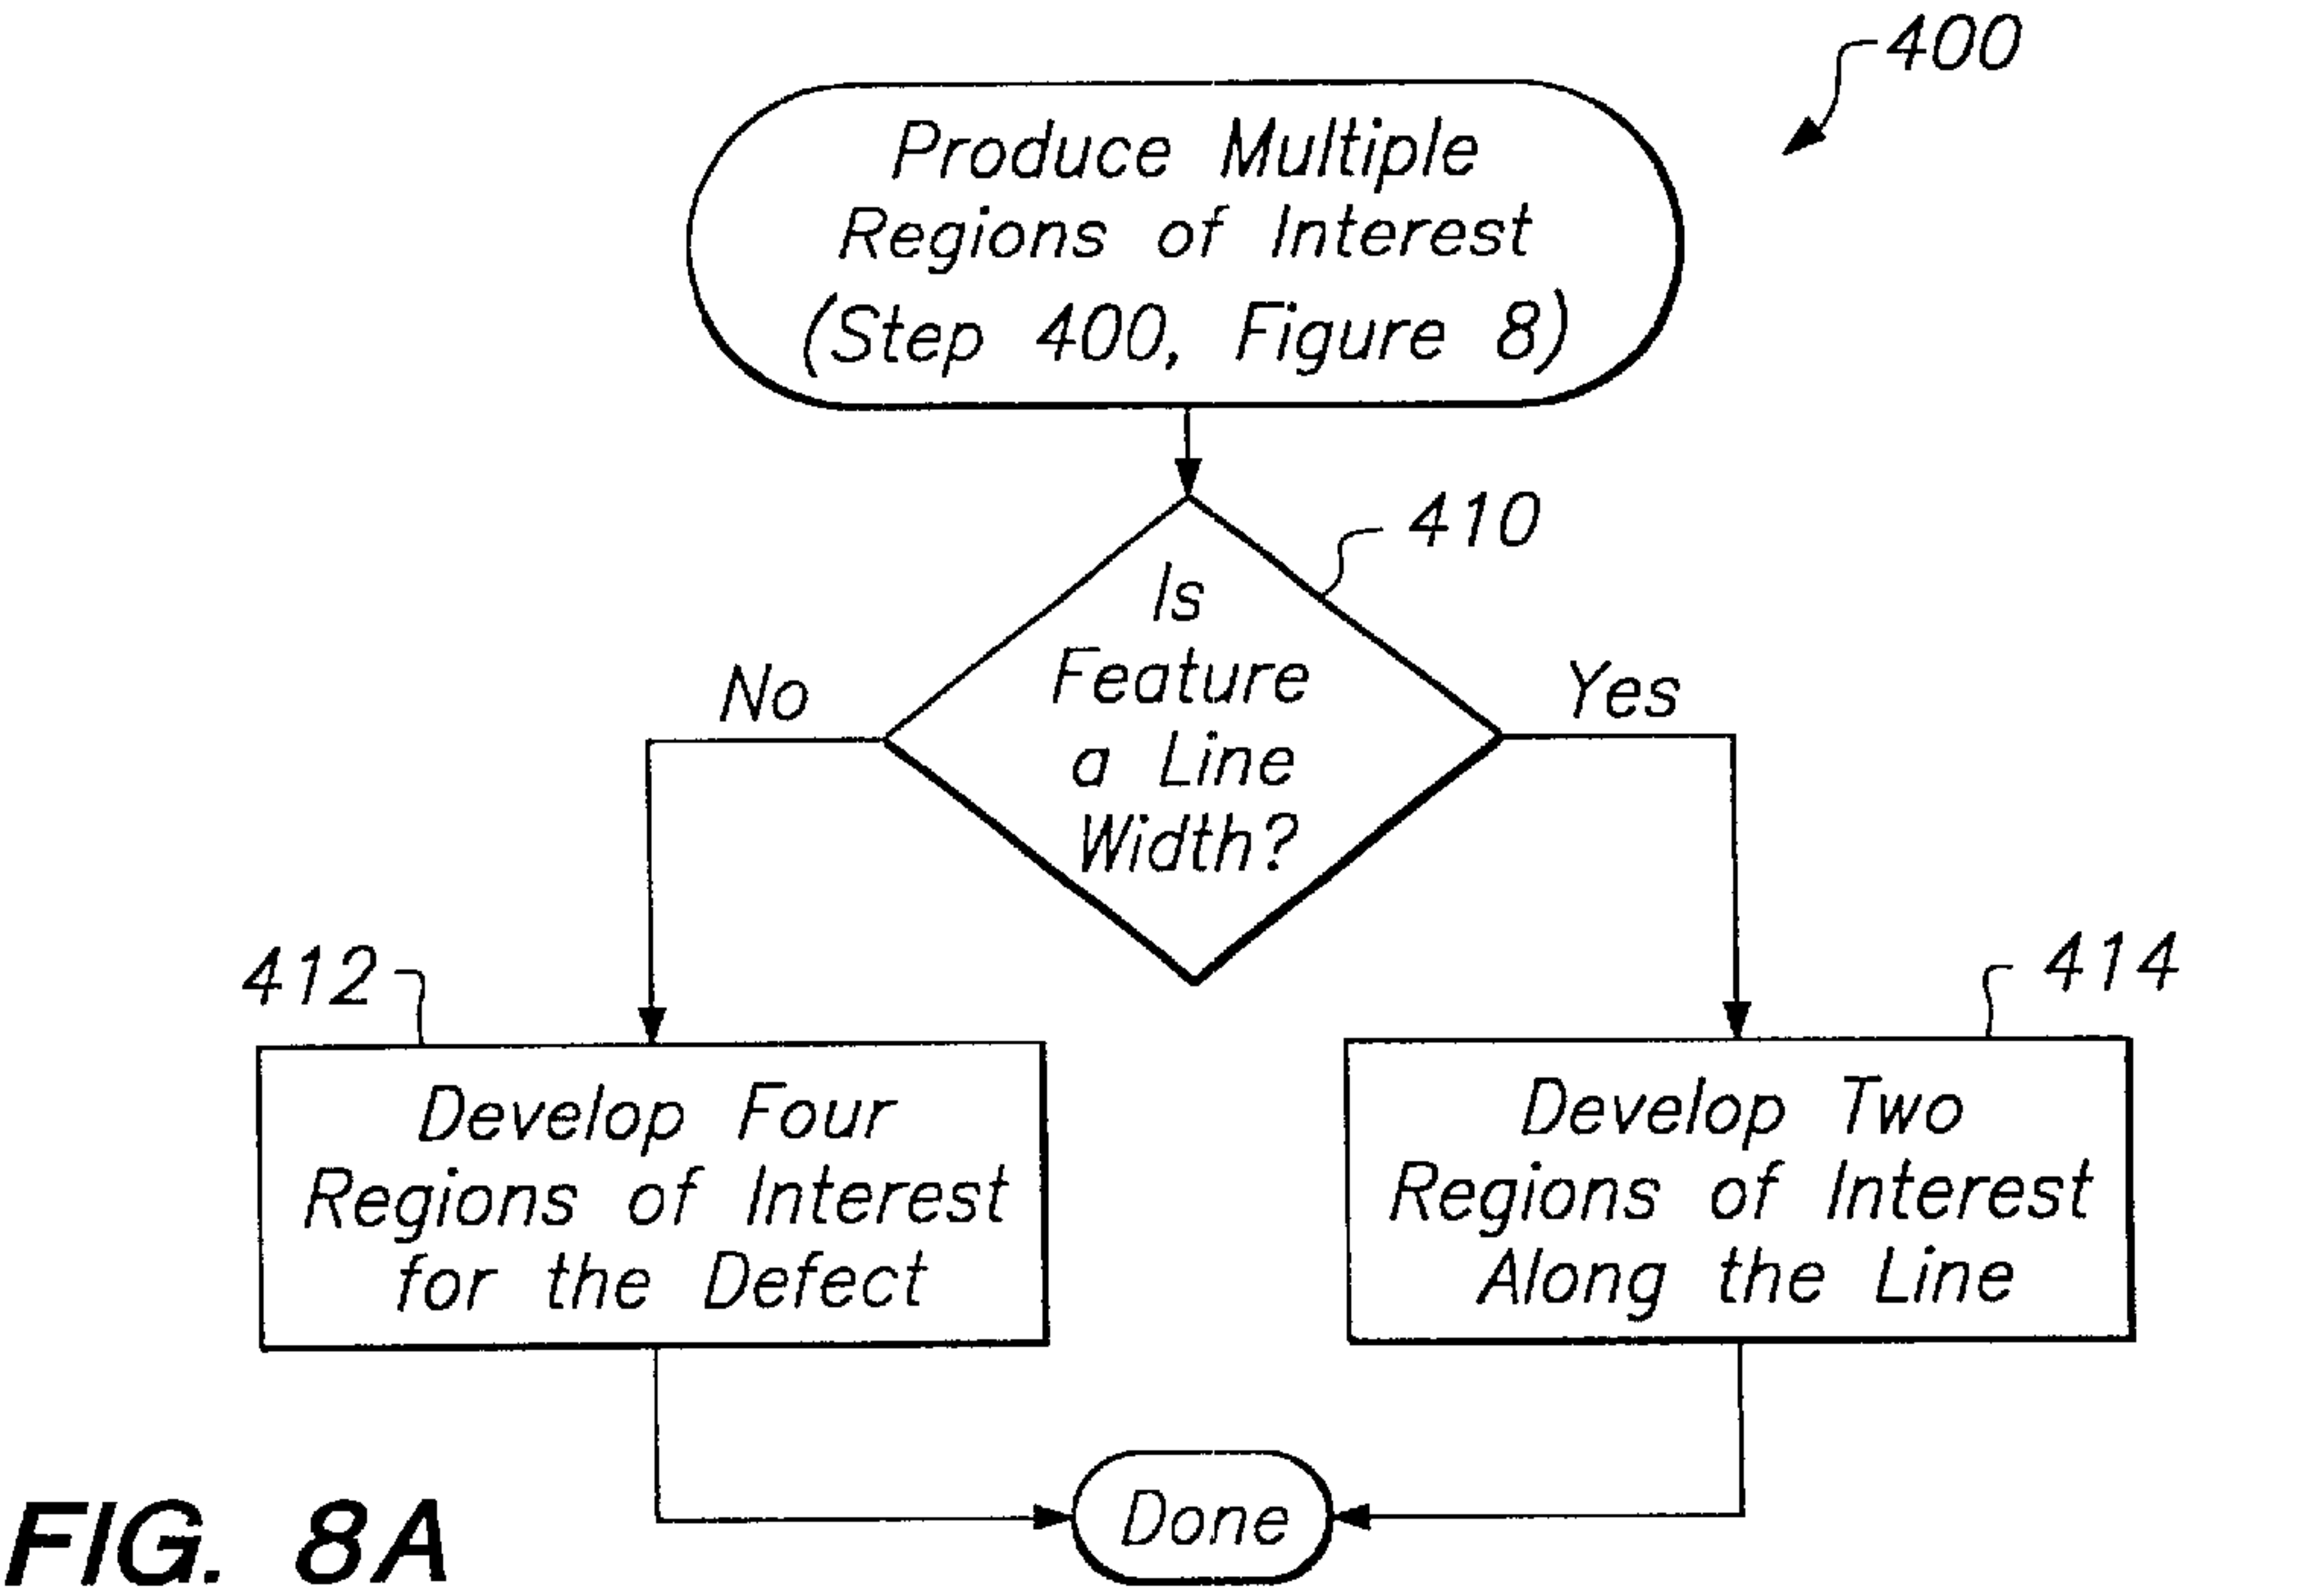 400
Produce Multiple
Regions of Interest
(Step 400, Figure 8)
410
Is
Feature
a Line
Width?
No
Yes
412
414
Develop Four
Regions of Interest
for the Defect
Develop Two
Regions of Interest
Along the Line
Done
FIG. 8A